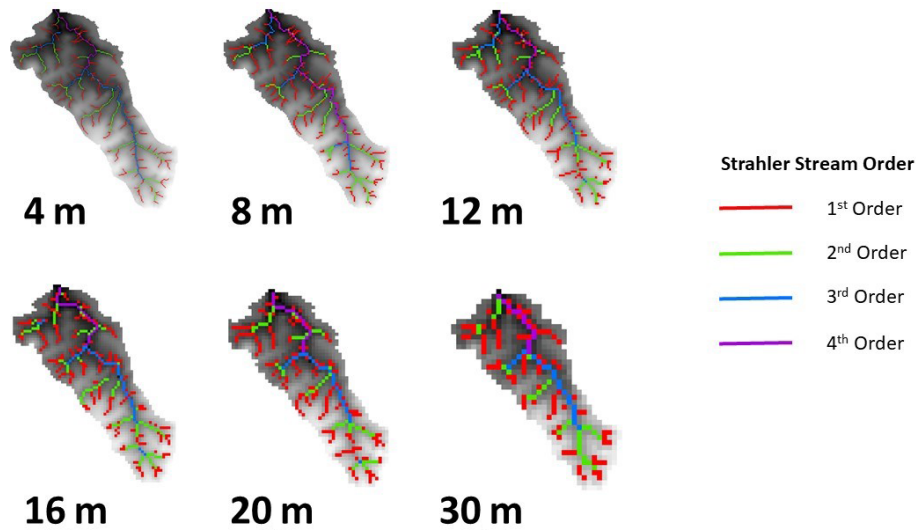 4 m
8 m
12 m
Strahler Stream Order
1st Order
2nd Order
3rd Order
4th Order
16 m
20 m
30 m